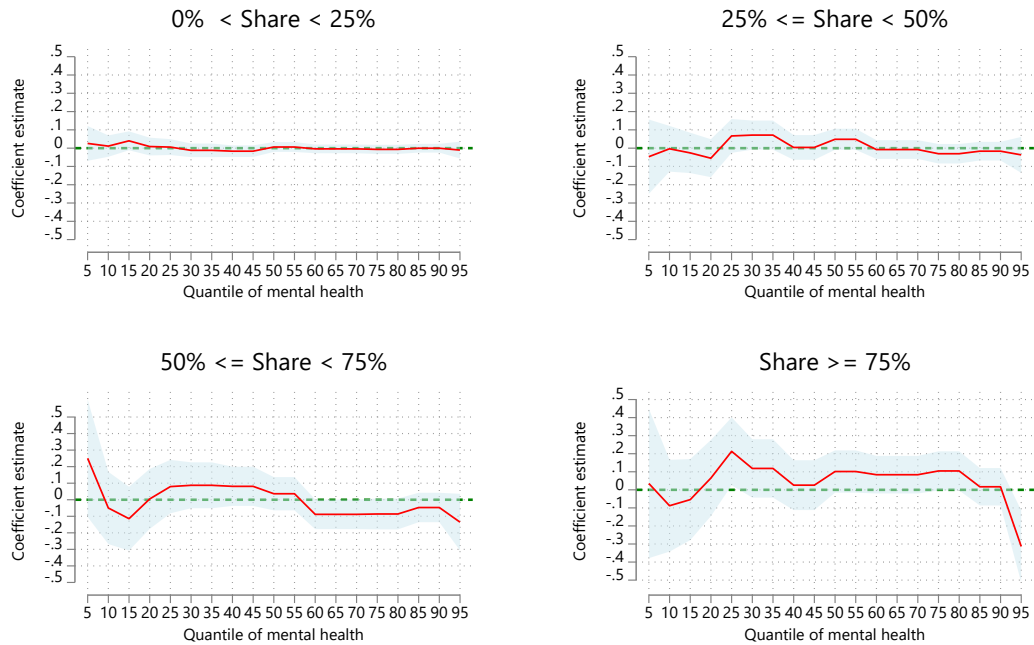 0% < Share < 25%
.5
.4
.3
.2
.1
0
-.1
-.2
-.3
-.4
-.5
Coefficient estimate
5 10 15 20 25 30 35 40 45 50 55 60 65 70 75 80 85 90 95
Quantile of mental health
25% <= Share < 50%
.5
.4
.3
.2
.1
0
-.1
-.2
-.3
-.4
-.5
Coefficient estimate
5 10 15 20 25 30 35 40 45 50 55 60 65 70 75 80 85 90 95
Quantile of mental health
50% <= Share < 75%
.5
.4
.3
.2
.1
0
-.1
-.2
-.3
-.4
-.5
Coefficient estimate
5 10 15 20 25 30 35 40 45 50 55 60 65 70 75 80 85 90 95
Quantile of mental health
Share >= 75%
.5
.4
.3
.2
.1
0
-.1
-.2
-.3
-.4
-.5
Coefficient estimate
5 10 15 20 25 30 35 40 45 50 55 60 65 70 75 80 85 90 95
Quantile of mental health